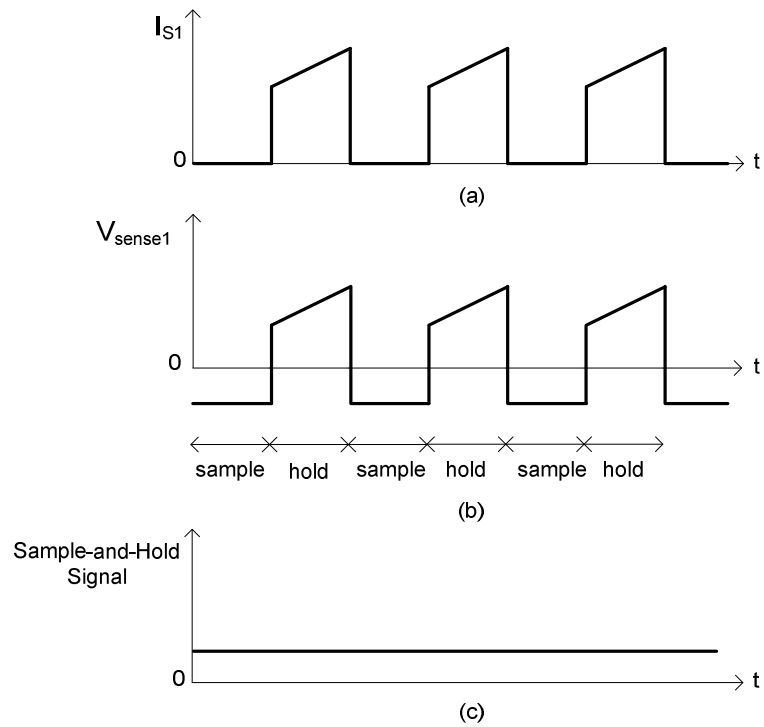 I_S1
0
t
(a)
V_sense1
0
t
sample hold sample hold sample hold
(b)
Sample-and-Hold
Signal
0
t
(c)